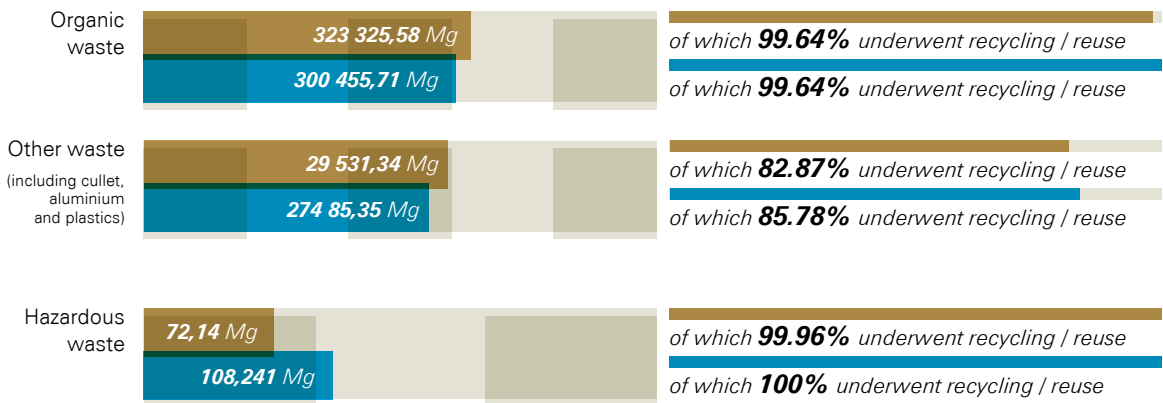 Organic
waste
323 325,58 Mg
300 455,71 Mg
of which 99.64% underwent recycling / reuse
of which 99.64% underwent recycling / reuse
Other waste
(including cullet,
aluminium
and plastics)
29 531,34 Mg
274 85,35 Mg
of which 82.87% underwent recycling / reuse
of which 85.78% underwent recycling / reuse
Hazardous
waste
72,14 Mg
108,241 Mg
of which 99.96% underwent recycling / reuse
of which 100% underwent recycling / reuse